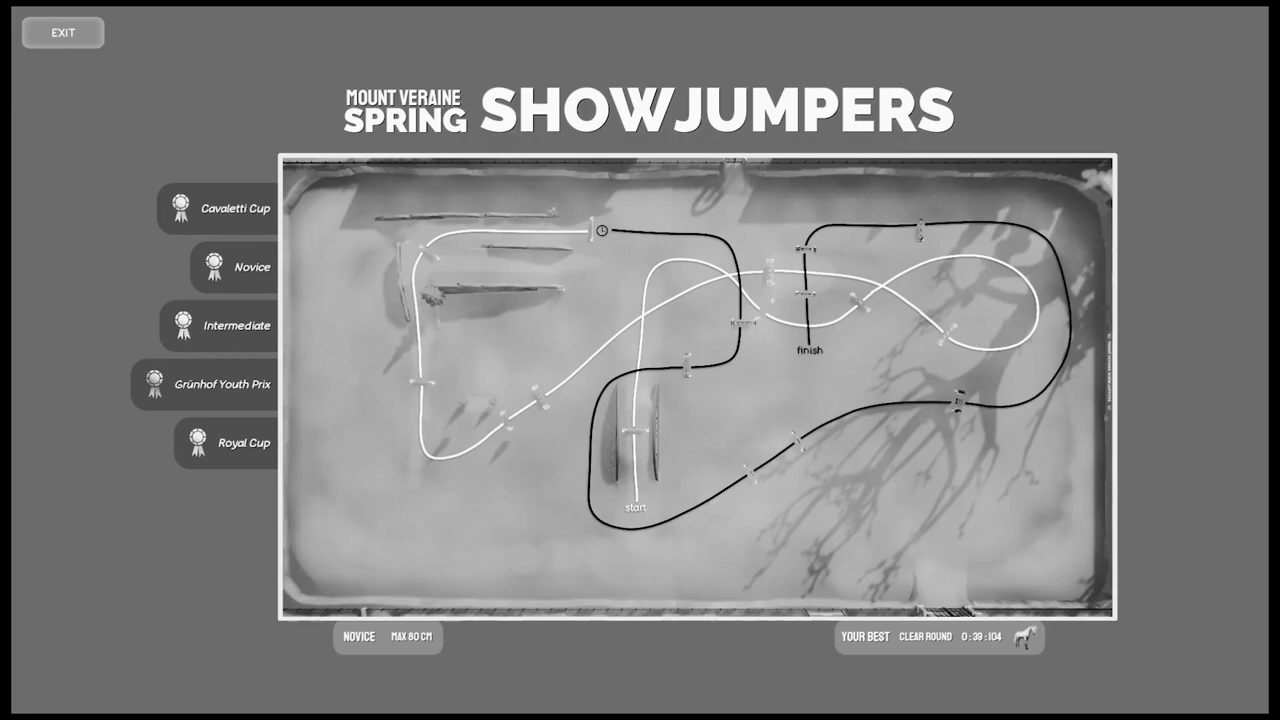 EXIT
MOUNT VERAINE
SPRING
SHOWJUMPERS
Cavaletti Cup
Novice
Intermediate
Grünhof Youth Prix
Royal Cup
finish
start
NOVICE MAX 80 CM
YOUR BEST CLEAR ROUND 0:39:104